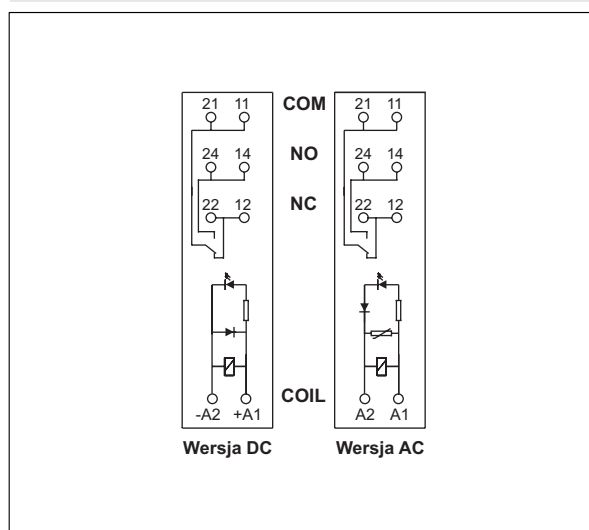 21 11 COM 21 11
24 14 NO 24 14
22 12 NC 22 12
COIL
-A2 +A1 A2 A1
Wersja DC Wersja AC